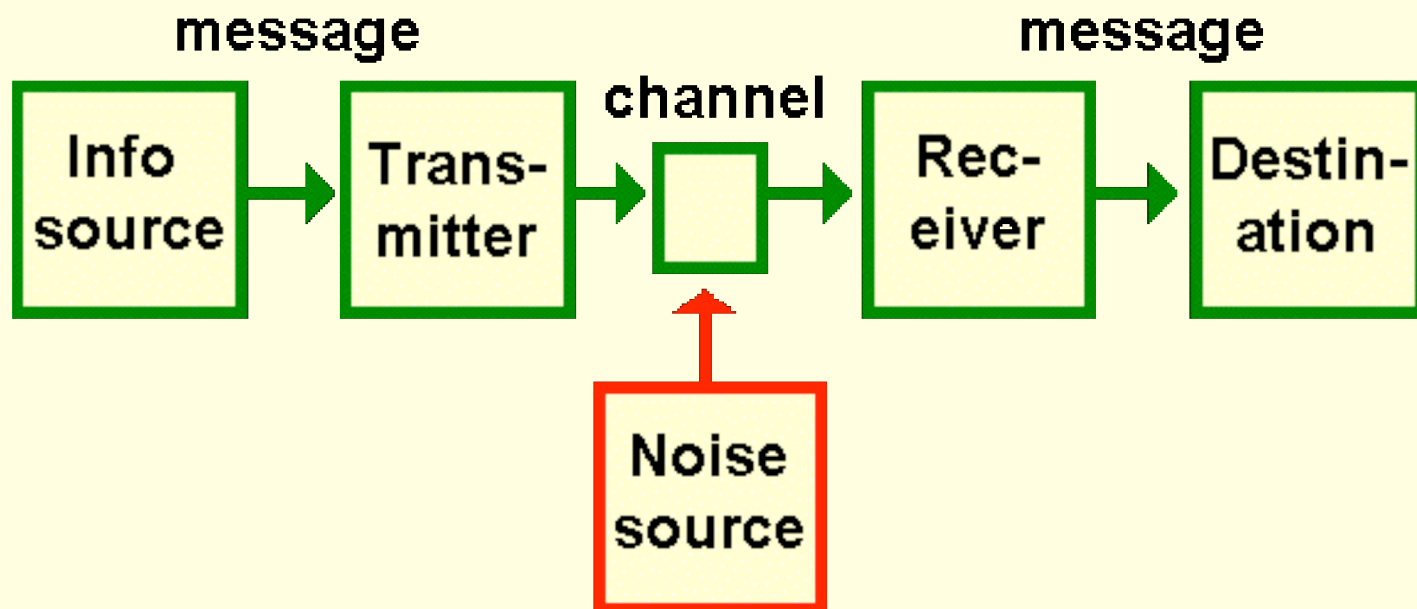 message
message
channel
Info
source
Trans-
mitter
Rec-
eiver
Destin-
ation
Noise
source